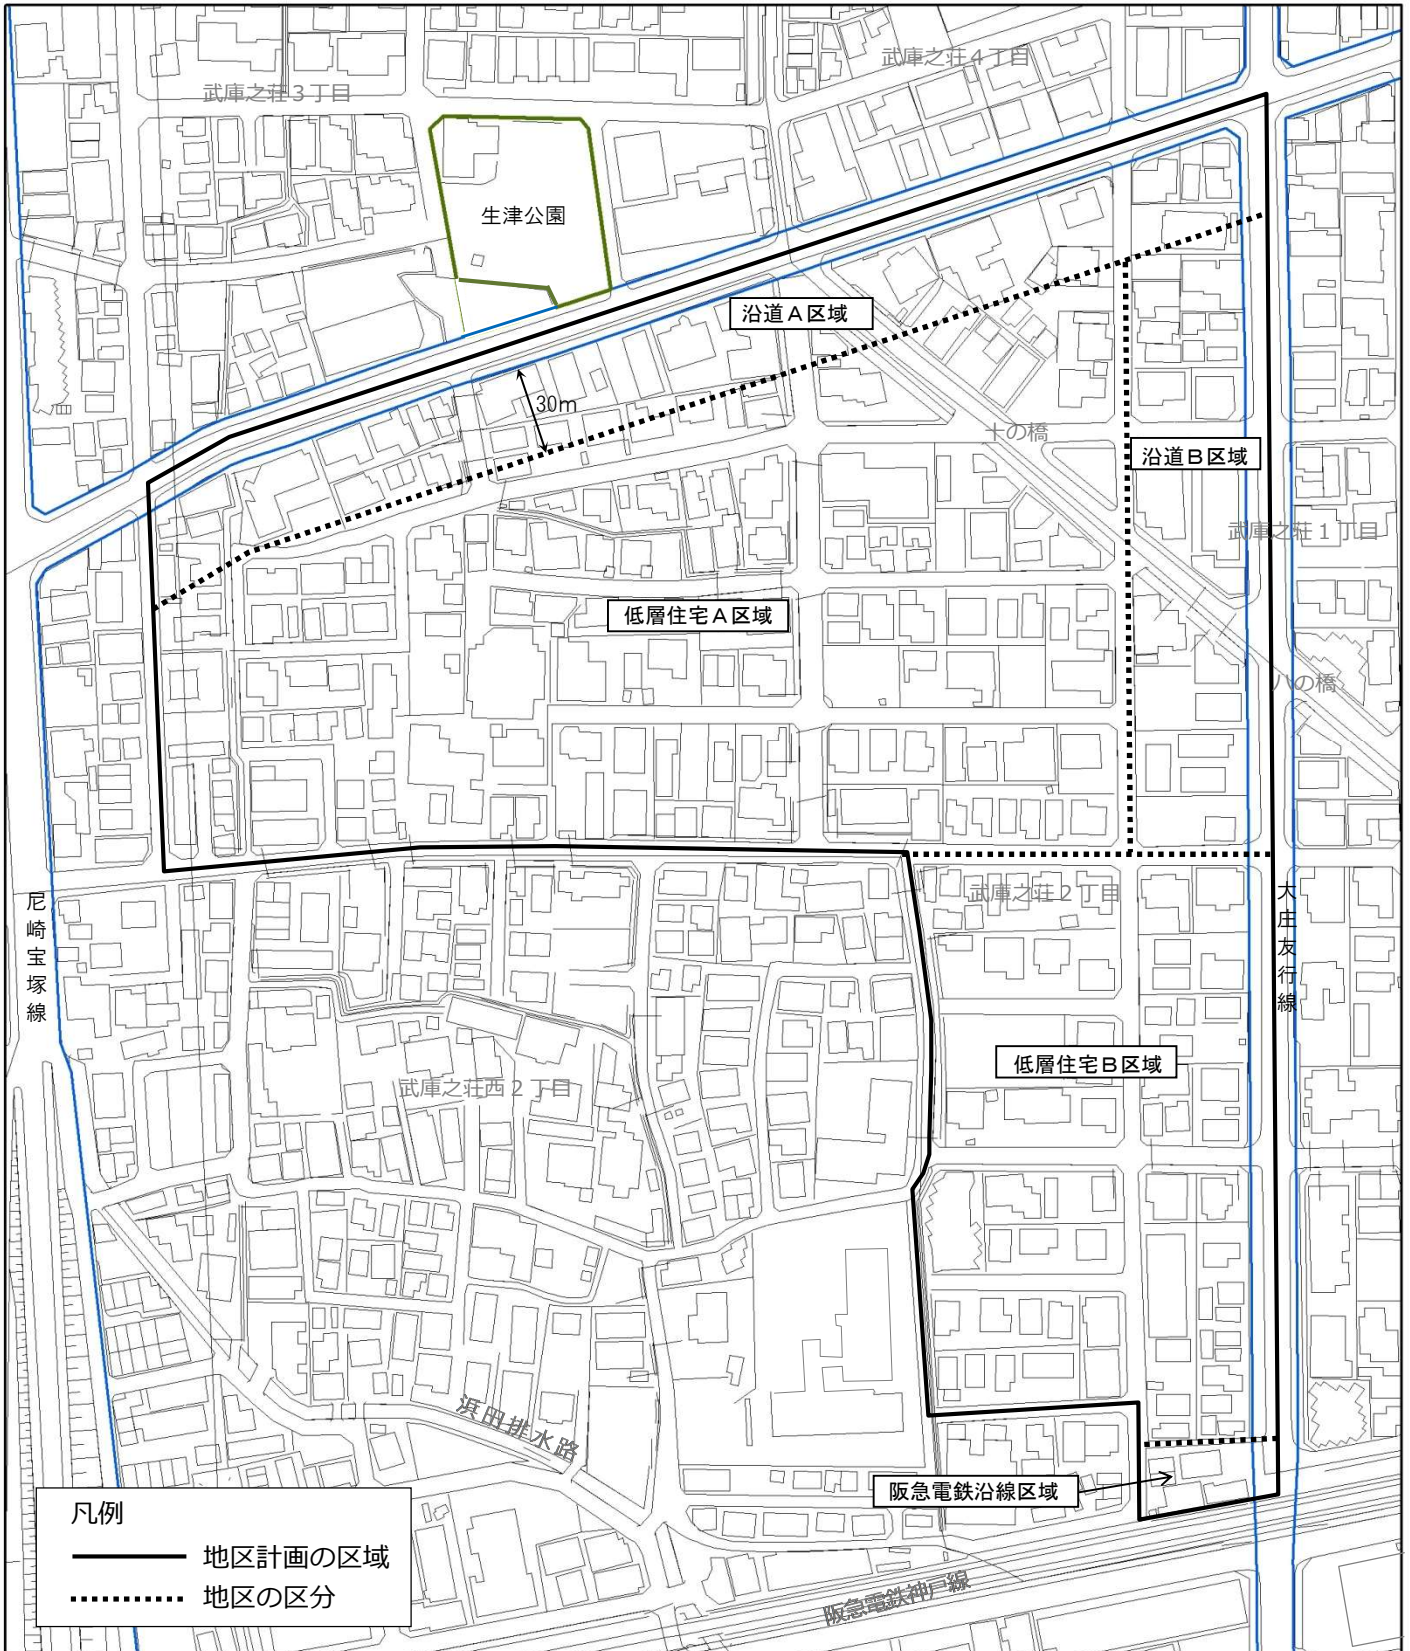 武庫之荘4丁目
武庫之荘3丁目
生津公園
沿道A区域
30m
十の橋
沿道B区域
武庫之荘1丁目
低層住宅A区域
八の橋
武庫之荘2丁目
尼崎宝塚線
大庄友行線
低層住宅B区域
武庫之荘西2丁目
浜田排水路
阪急電鉄沿線区域
凡例
地区計画の区域
地区の区分
阪急電鉄神戸線